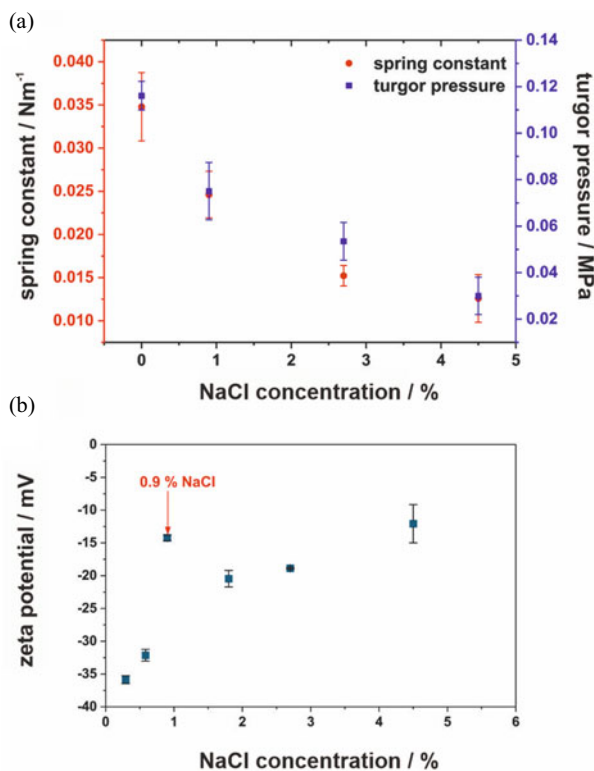 (a)
spring constant
turgor pressure
0.040
0.035
0.030
0.025
0.020
0.015
0.010
spring constant / Nm⁻¹
0.14
0.12
0.10
0.08
0.06
0.04
0.02
turgor pressure / MPa
0 1 2 3 4 5
NaCl concentration / %
(b)
0.9 % NaCl
0
-5
-10
-15
-20
-25
-30
-35
-40
zeta potential / mV
0 1 2 3 4 5 6
NaCl concentration / %